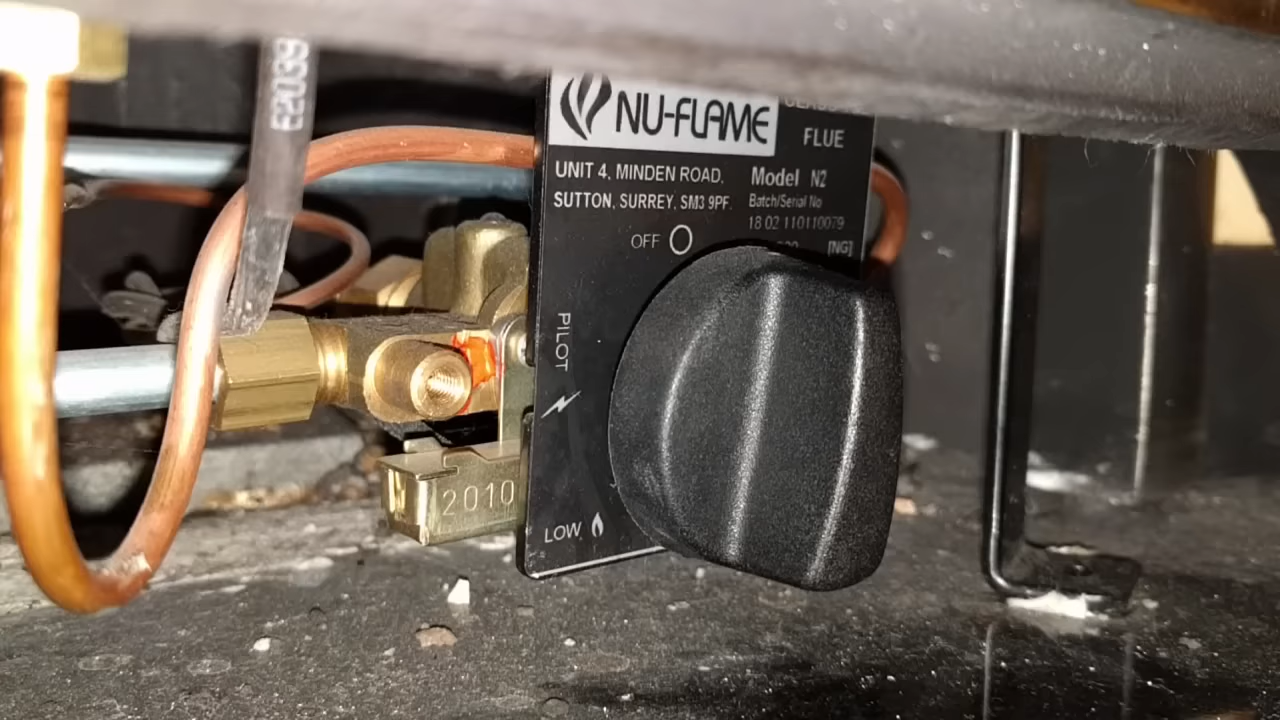 E2039
NU-FLAME
FLUE
UNIT 4, MINDEN ROAD,
SUTTON, SURREY, SM3 9PF.
Model N2
Batch/Serial No
18 02 110110079
[NG]
OFF
PILOT
2010
LOW